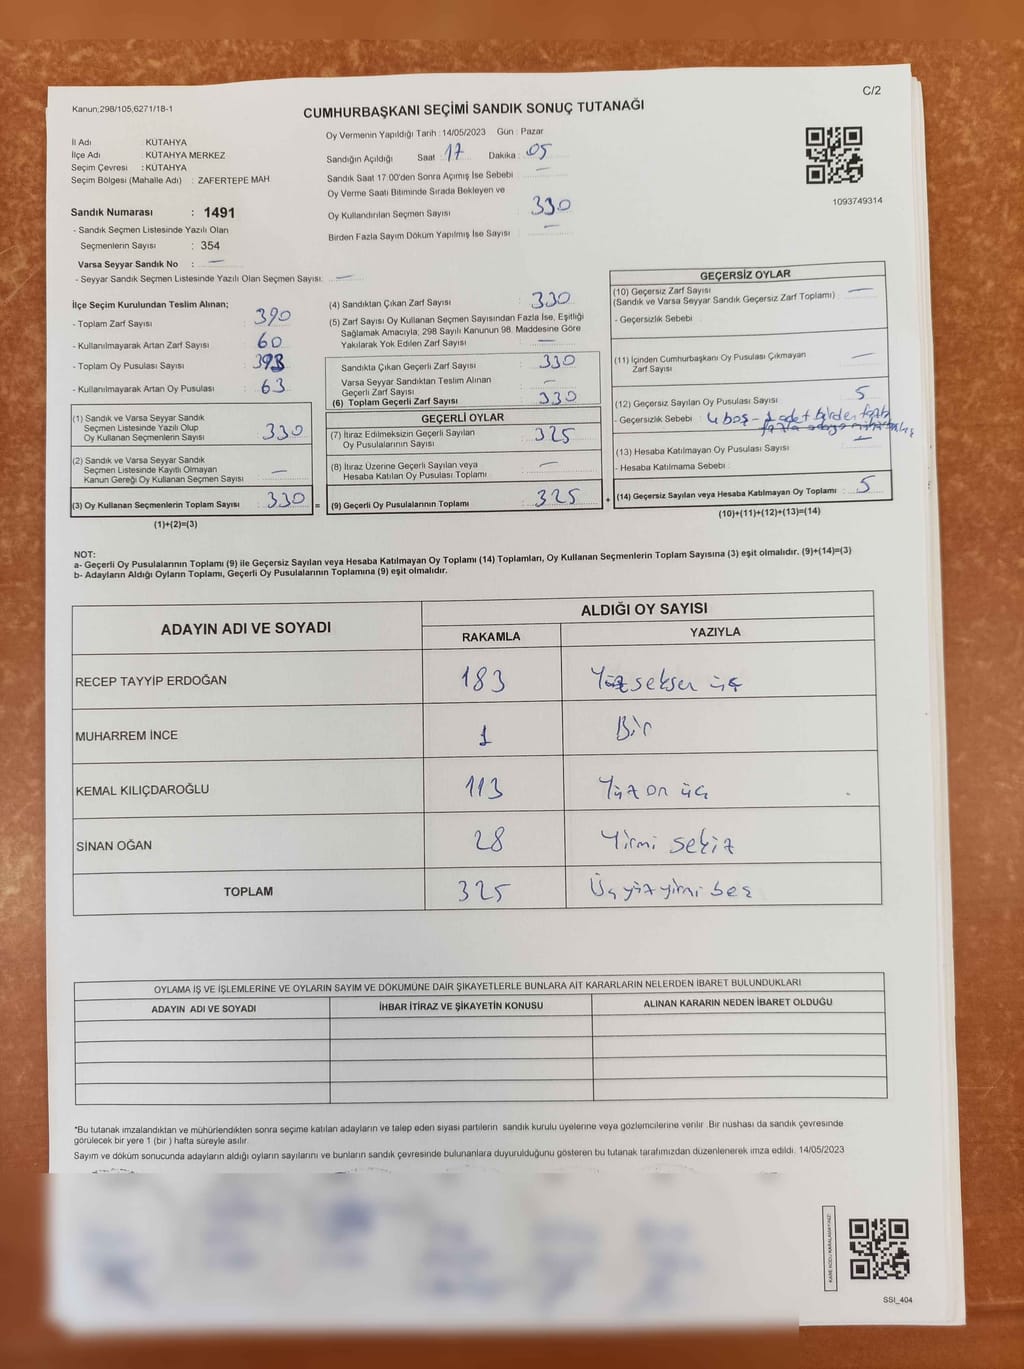 C/2
Kanun;298/105,6271/18-1
CUMHURBAŞKANI SEÇİMİ SANDIK SONUÇ TUTANAĞI
İl Adı KÜTAHYA
İlçe Adı : KÜTAHYA MERKEZ
Seçim Çevresi : KÜTAHYA
Seçim Bölgesi (Mahalle Adı) : ZAFERTEPE MAH
Sandık Numarası : 1491
- Sandık Seçmen Listesinde Yazılı Olan
Seçmenlerin Sayısı : 354
Varsa Seyyar Sandık No : —
- Seyyar Sandık Seçmen Listesinde Yazılı Olan Seçmen Sayısı: —
Oy Vermenin Yapıldığı Tarih : 14/05/2023 Gün : Pazar
Sandığın Açıldığı Saat : 17 Dakika : 05
Sandık Saat 17:00'den Sonra Açımış İse Sebebi : —
Oy Verme Saati Bitiminde Sırada Bekleyen ve
Oy Kullandırılan Seçmen Sayısı 330
Birden Fazla Sayım Döküm Yapılmış İse Sayısı —
1093749314
İlçe Seçim Kurulundan Teslim Alınan;
- Toplam Zarf Sayısı : 390
- Kullanılmayarak Artan Zarf Sayısı : 60
- Toplam Oy Pusulası Sayısı : 393
- Kullanılmayarak Artan Oy Pusulası : 63
(1) Sandık ve Varsa Seyyar Sandık
Seçmen Listesinde Yazılı Olup
Oy Kullanan Seçmenlerin Sayısı : 330
(2) Sandık ve Varsa Seyyar Sandık
Seçmen Listesinde Kayıtlı Olmayan
Kanun Gereği Oy Kullanan Seçmen Sayısı : —
(3) Oy Kullanan Seçmenlerin Toplam Sayısı : 330 =
(1)+(2)=(3)
(4) Sandıktan Çıkan Zarf Sayısı : 330
(5) Zarf Sayısı Oy Kullanan Seçmen Sayısından Fazla İse, Eşitliği
Sağlamak Amacıyla; 298 Sayılı Kanunun 98. Maddesine Göre
Yakılarak Yok Edilen Zarf Sayısı : —
Sandıkta Çıkan Geçerli Zarf Sayısı : 330
Varsa Seyyar Sandıktan Teslim Alınan
Geçerli Zarf Sayısı : —
(6) Toplam Geçerli Zarf Sayısı : 330
GEÇERLİ OYLAR
(7) İtiraz Edilmeksizin Geçerli Sayılan
Oy Pusulalarının Sayısı : 325
(8) İtiraz Üzerine Geçerli Sayılan veya
Hesaba Katılan Oy Pusulası Toplamı : —
(9) Geçerli Oy Pusulalarının Toplamı : 325 +
GEÇERSİZ OYLAR
(10) Geçersiz Zarf Sayısı —
(Sandık ve Varsa Seyyar Sandık Geçersiz Zarf Toplamı)
- Geçersizlik Sebebi
(11) İçinden Cumhurbaşkanı Oy Pusulası Çıkmayan
Zarf Sayısı —
(12) Geçersiz Sayılan Oy Pusulası Sayısı 5
- Geçersizlik Sebebi : 4 boş - 1 adet birden fazla
fazla
(13) Hesaba Katılmayan Oy Pusulası Sayısı —
- Hesaba Katılmama Sebebi
(14) Geçersiz Sayılan veya Hesaba Katılmayan Oy Toplamı : 5
(10)+(11)+(12)+(13)=(14)
NOT:
a- Geçerli Oy Pusulalarının Toplamı (9) ile Geçersiz Sayılan veya Hesaba Katılmayan Oy Toplamı (14) Toplamları, Oy Kullanan Seçmenlerin Toplam Sayısına (3) eşit olmalıdır. (9)+(14)=(3)
b- Adayların Aldığı Oyların Toplamı, Geçerli Oy Pusulalarının Toplamına (9) eşit olmalıdır.
ADAYIN ADI VE SOYADI ALDIĞI OY SAYISI
RAKAMLA YAZIYLA
RECEP TAYYİP ERDOĞAN 183 Yüz seksen üç
MUHARREM İNCE 1 Bir
KEMAL KILIÇDAROĞLU 113 Yüz on üç
SİNAN OĞAN 28 Yirmi sekiz
TOPLAM 325 Üç yüz yirmi beş
OYLAMA İŞ VE İŞLEMLERİNE VE OYLARIN SAYIM VE DÖKÜMÜNE DAİR ŞİKAYETLERLE BUNLARA AİT KARARLARIN NELERDEN İBARET BULUNDUKLARI
ADAYIN ADI VE SOYADI İHBAR İTİRAZ VE ŞİKAYETİN KONUSU ALINAN KARARIN NEDEN İBARET OLDUĞU
*Bu tutanak imzalandıktan ve mühürlendikten sonra seçime katılan adayların ve talep eden siyasi partilerin sandık kurulu üyelerine veya gözlemcilerine verilir. Bir nüshası da sandık çevresinde
görülecek bir yere 1 (bir ) hafta süreyle asılır.
Sayım ve döküm sonucunda adayların aldığı oyların sayılarını ve bunların sandık çevresinde bulunanlara duyurulduğunu gösteren bu tutanak tarafımızdan düzenlenerek imza edildi. 14/05/2023
KARE KODU KARALAMAYINIZ!
SSI_404